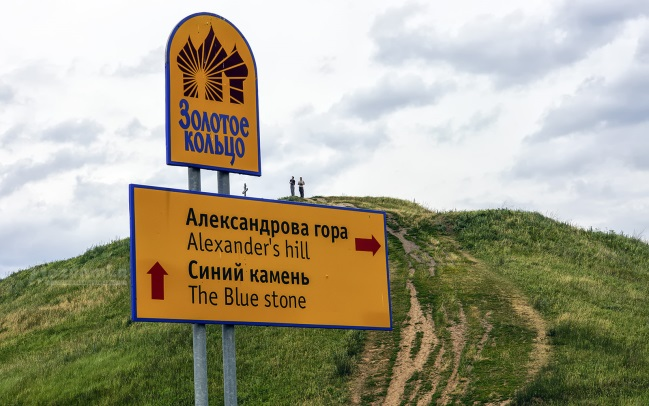 Золотое
кольцо
Александрова гора
Alexander's hill
Синий камень
The Blue stone